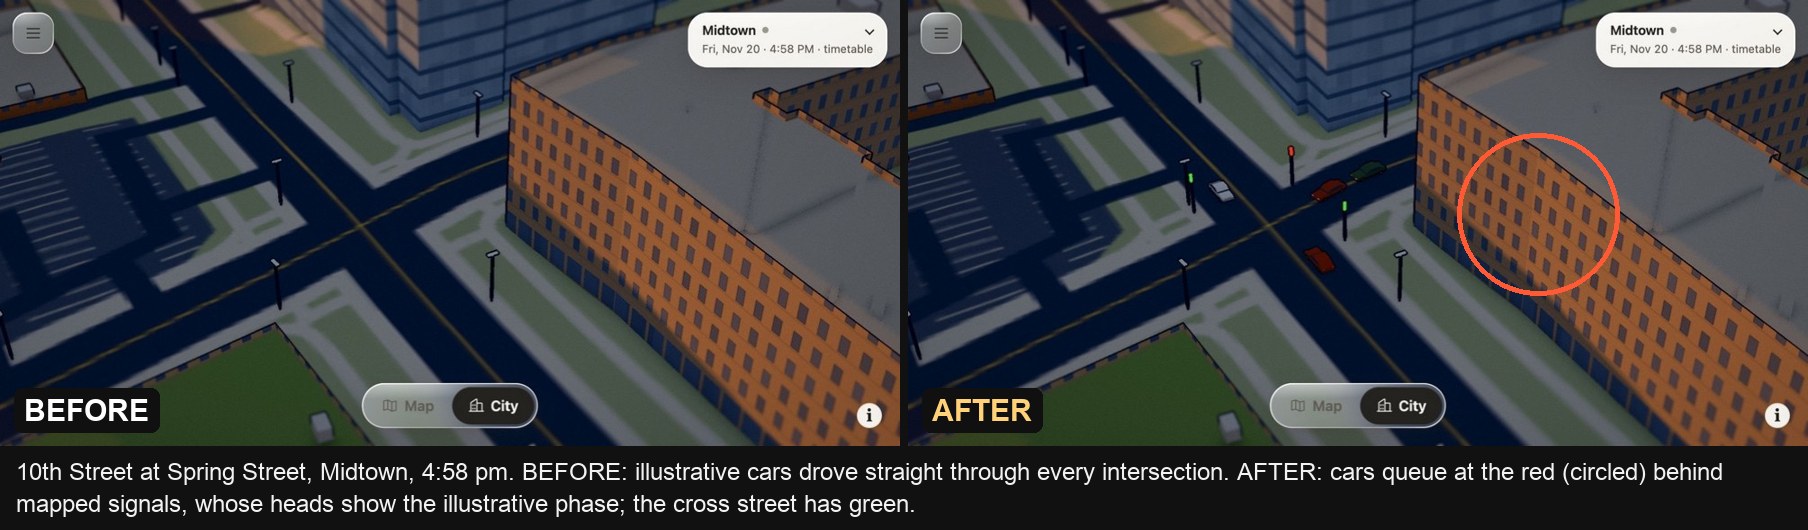 Midtown
Fri, Nov 20 · 4:58 PM · timetable
Map
City
i
BEFORE
Midtown
Fri, Nov 20 · 4:58 PM · timetable
Map
City
i
AFTER
10th Street at Spring Street, Midtown, 4:58 pm. BEFORE: illustrative cars drove straight through every intersection. AFTER: cars queue at the red (circled) behind
mapped signals, whose heads show the illustrative phase; the cross street has green.